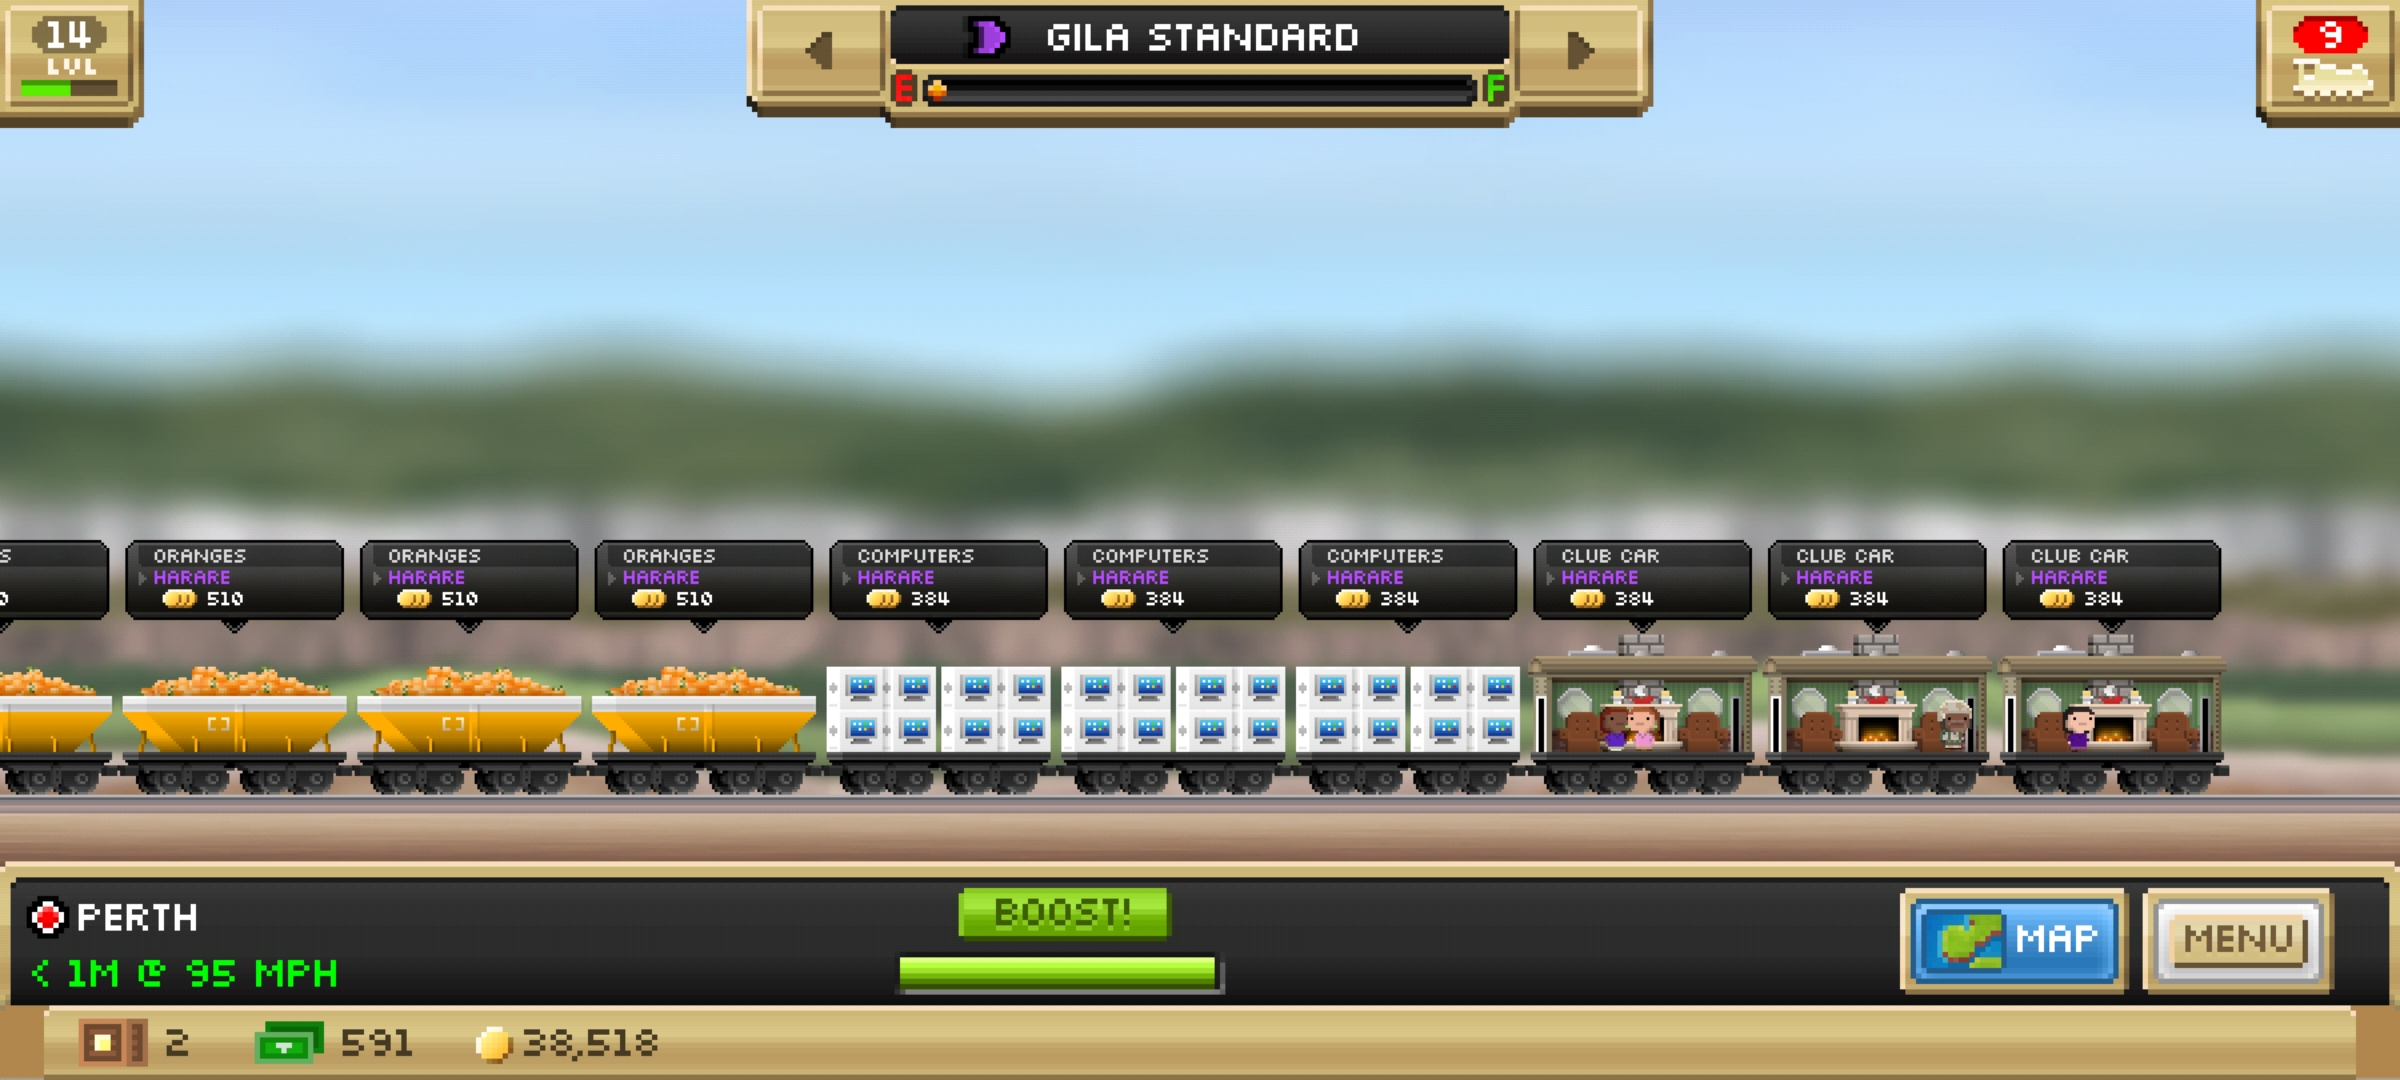 14
LVL
GILA STANDARD
E
F
9
S
0
ORANGES
HARARE
510
ORANGES
HARARE
510
ORANGES
HARARE
510
COMPUTERS
HARARE
384
COMPUTERS
HARARE
384
COMPUTERS
HARARE
384
CLUB CAR
HARARE
384
CLUB CAR
HARARE
384
CLUB CAR
HARARE
384
PERTH
< 1M @ 95 MPH
BOOST!
MAP
MENU
2
591
38,518